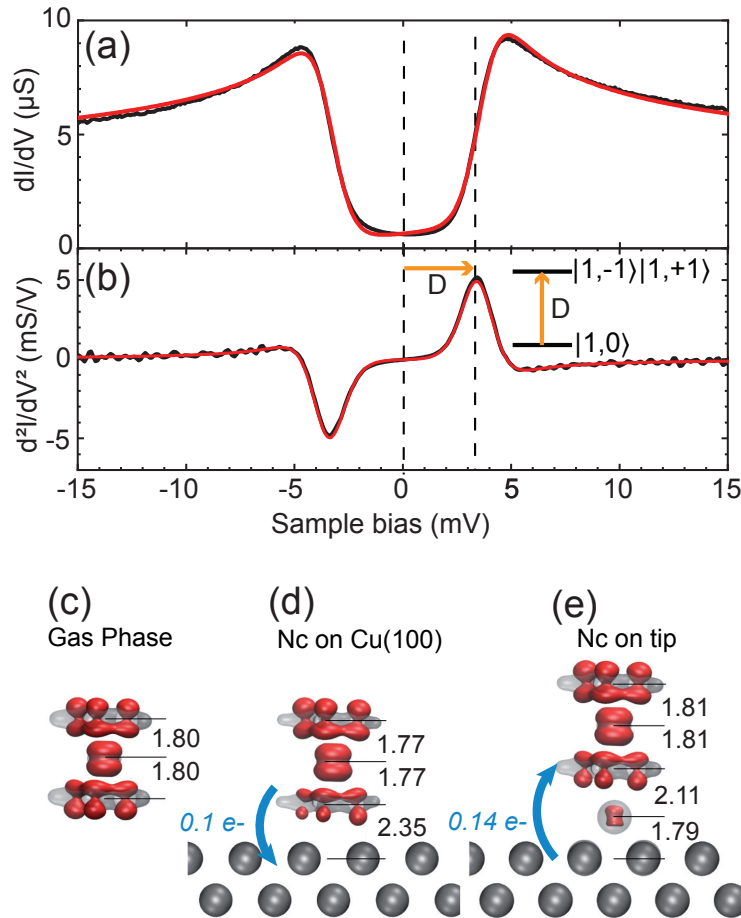 10
(a)
5
dI/dV (µS)
0
(b)
5
D
|1,-1⟩|1,+1⟩
D
|1,0⟩
0
d²I/dV² (mS/V)
-5
-15 -10 -5 0 5 10 15
Sample bias (mV)
(c) (d) (e)
Gas Phase Nc on Cu(100) Nc on tip
1.80
1.80
1.77
1.77
2.35
0.1 e-
1.81
1.81
2.11
1.79
0.14 e-